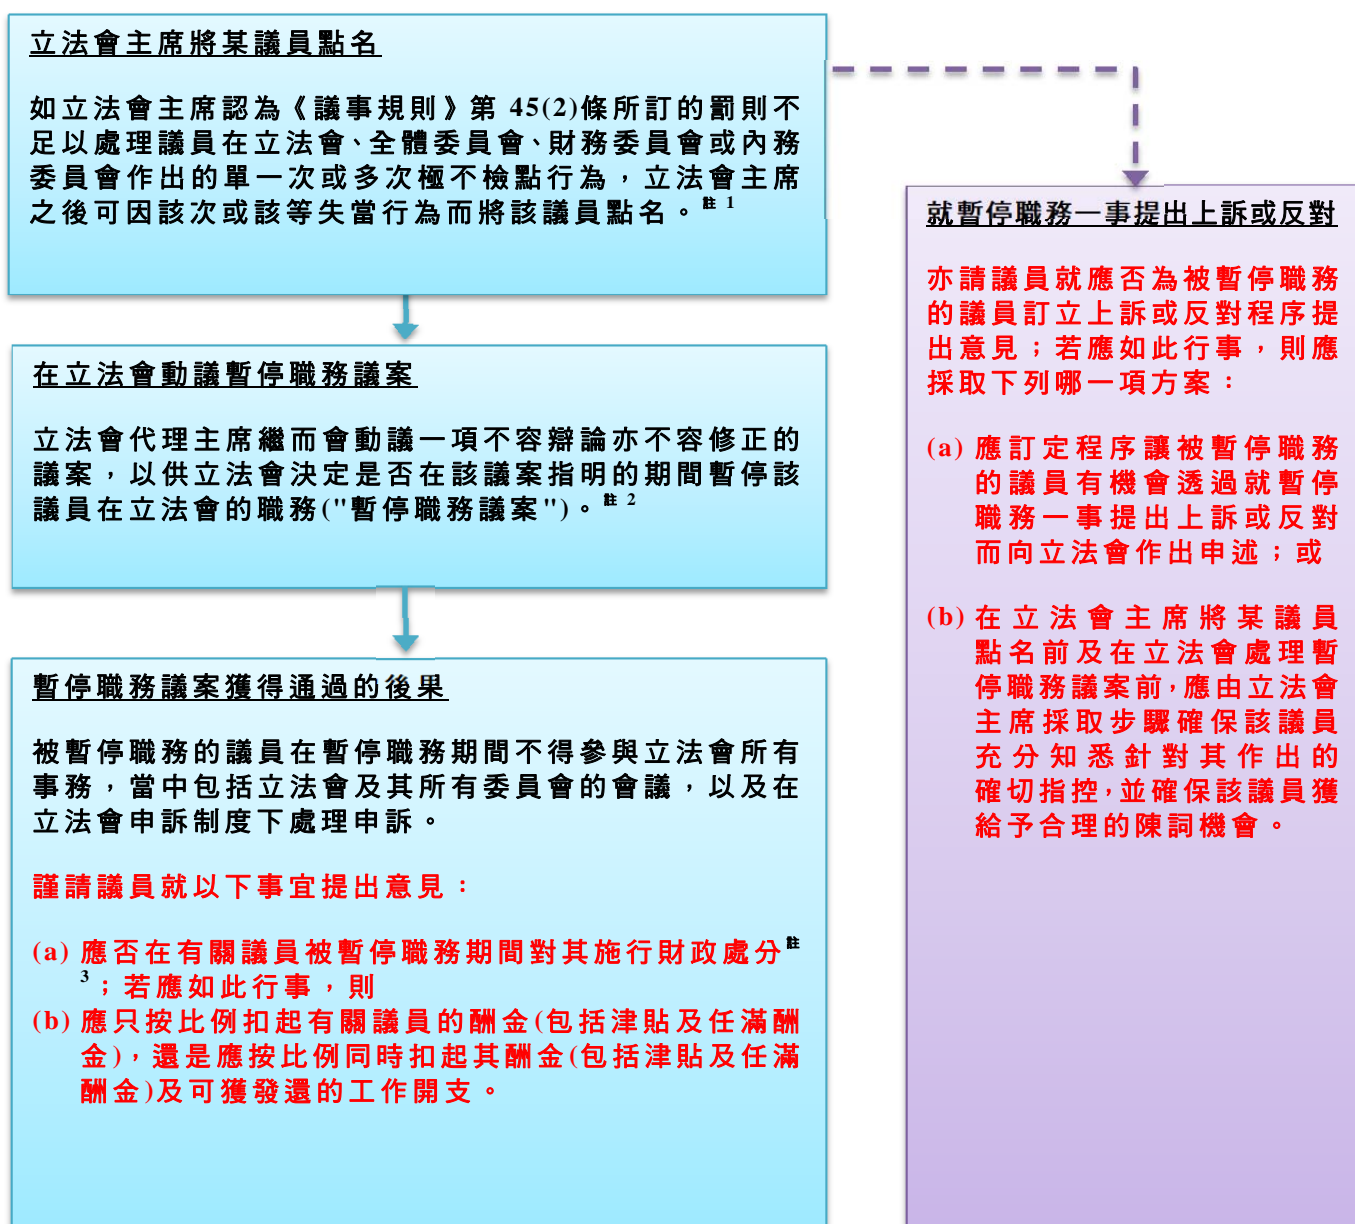 立法會主席將某議員點名
如立法會主席認為《議事規則》第 45(2)條所訂的罰則不
足以處理議員在立法會、全體委員會、財務委員會或內務
委員會作出的單一次或多次極不檢點行為，立法會主席
之後可因該次或該等失當行為而將該議員點名。註 1
在立法會動議暫停職務議案
立法會代理主席繼而會動議一項不容辯論亦不容修正的
議案，以供立法會決定是否在該議案指明的期間暫停該
議員在立法會的職務("暫停職務議案")。註 2
暫停職務議案獲得通過的後果
被暫停職務的議員在暫停職務期間不得參與立法會所有
事務，當中包括立法會及其所有委員會的會議，以及在
立法會申訴制度下處理申訴。
謹請議員就以下事宜提出意見：
(a) 應否在有關議員被暫停職務期間對其施行財政處分註
3；若應如此行事，則
(b) 應只按比例扣起有關議員的酬金(包括津貼及任滿酬
金)，還是應按比例同時扣起其酬金(包括津貼及任滿
酬金)及可獲發還的工作開支。
就暫停職務一事提出上訴或反對
亦請議員就應否為被暫停職務
的議員訂立上訴或反對程序提
出意見；若應如此行事，則應
採取下列哪一項方案：
(a) 應訂定程序讓被暫停職務
的議員有機會透過就暫停
職務一事提出上訴或反對
而向立法會作出申述；或
(b) 在立法會主席將某議員
點名前及在立法會處理暫
停職務議案前，應由立法會
主席採取步驟確保該議員
充分知悉針對其作出的
確切指控，並確保該議員獲
給予合理的陳詞機會。